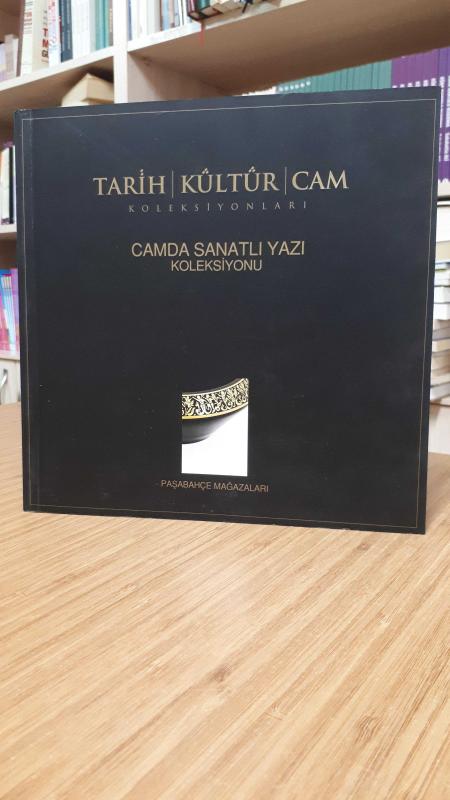 TARİH | KÜLTÜR | CAM
KOLEKSİYONLARI
CAMDA SANATLI YAZI
KOLEKSİYONU
PAŞABAHÇE MAĞAZALARI